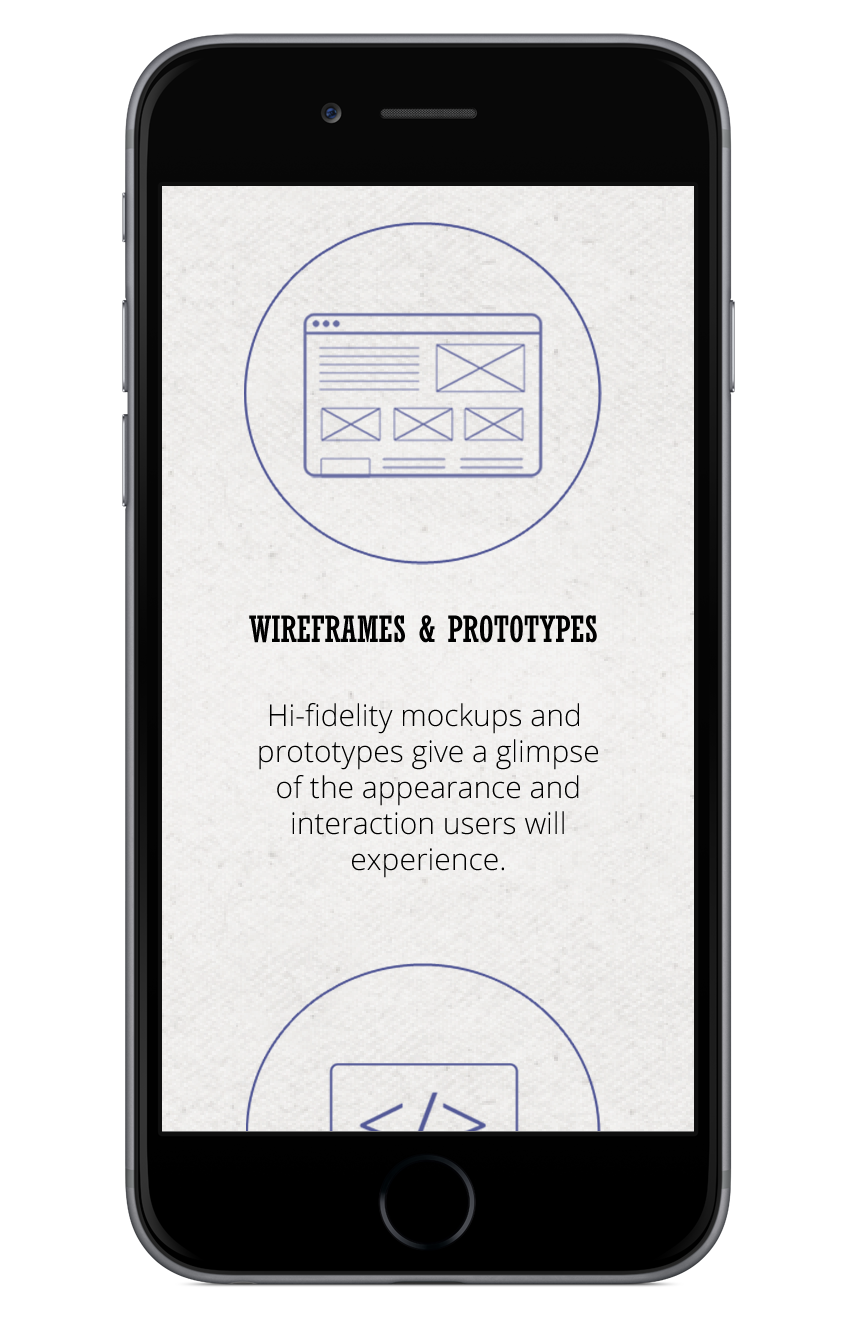 WIREFRAMES & PROTOTYPES
Hi-fidelity mockups and
prototypes give a glimpse
of the appearance and
interaction users will
experience.
<//>